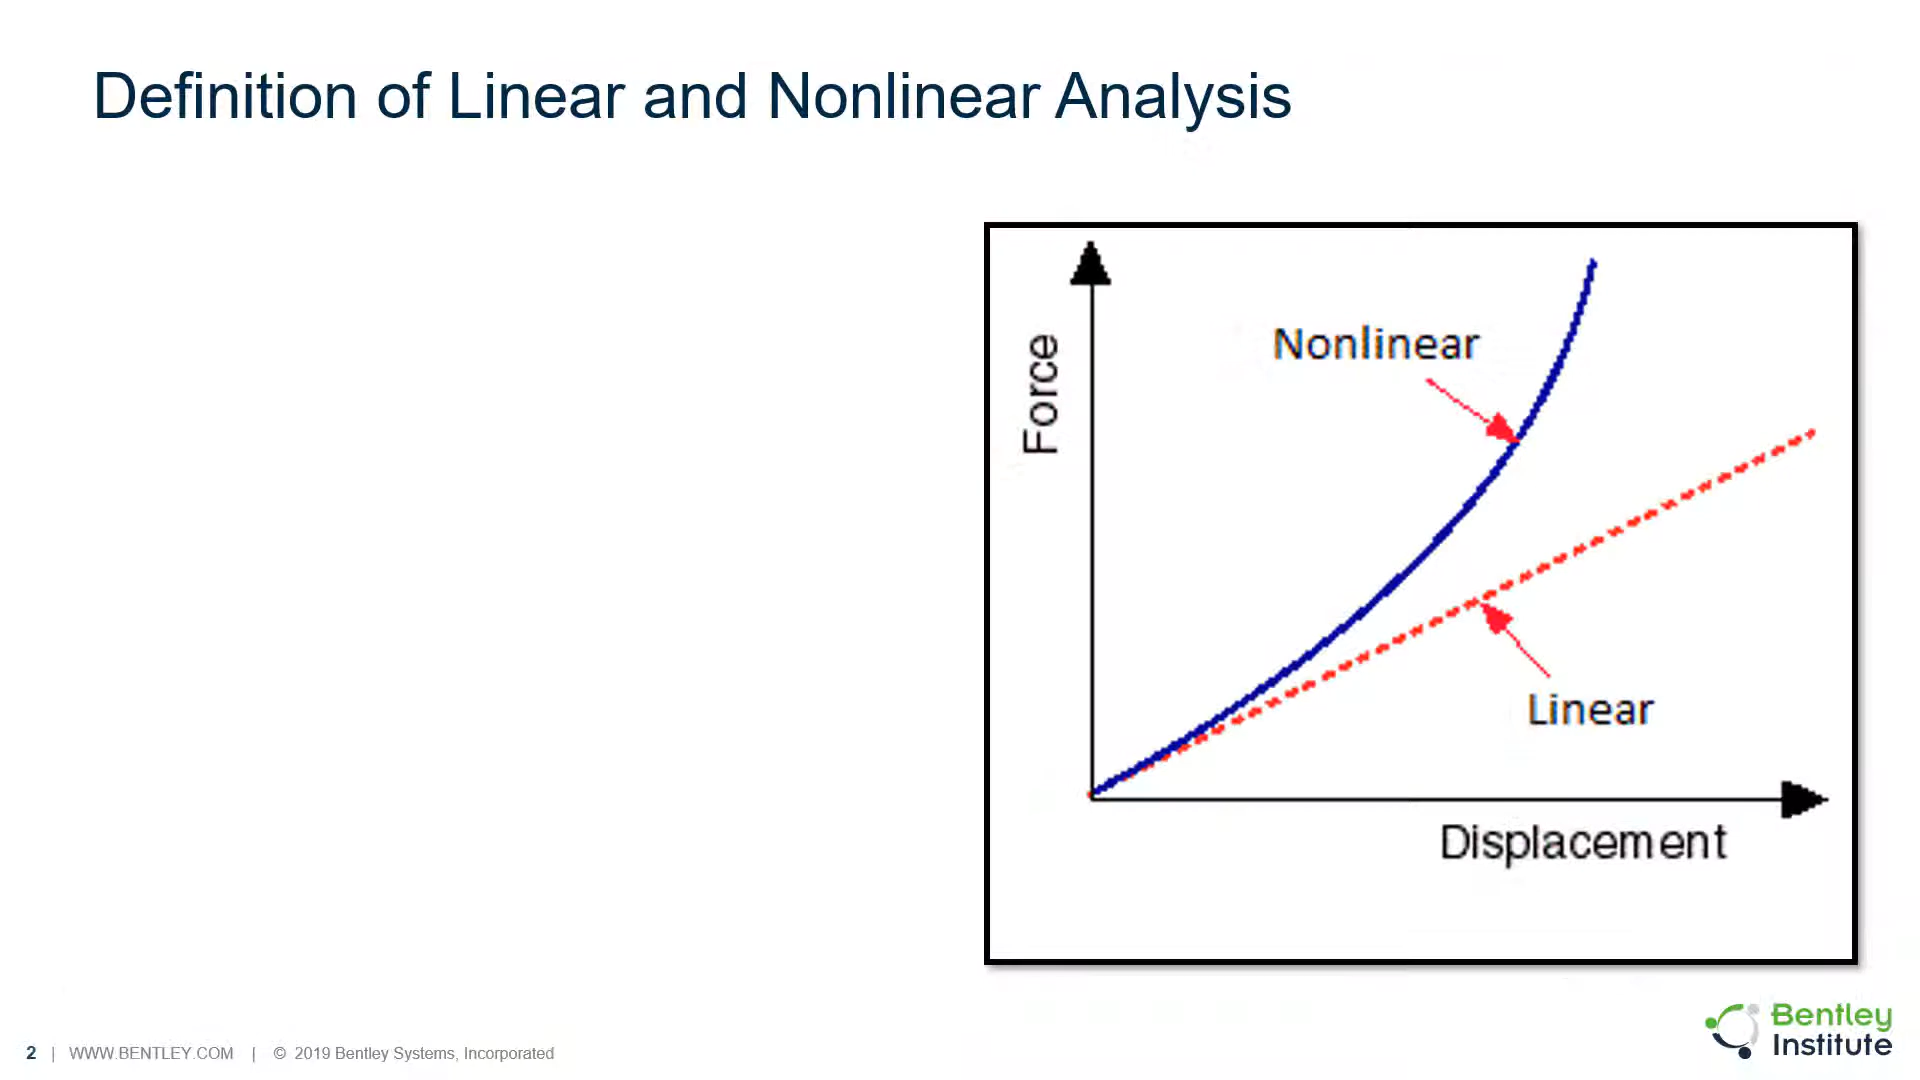 Definition of Linear and Nonlinear Analysis
Force
Nonlinear
Linear
Displacement
2 | WWW.BENTLEY.COM | © 2019 Bentley Systems, Incorporated
Bentley
Institute